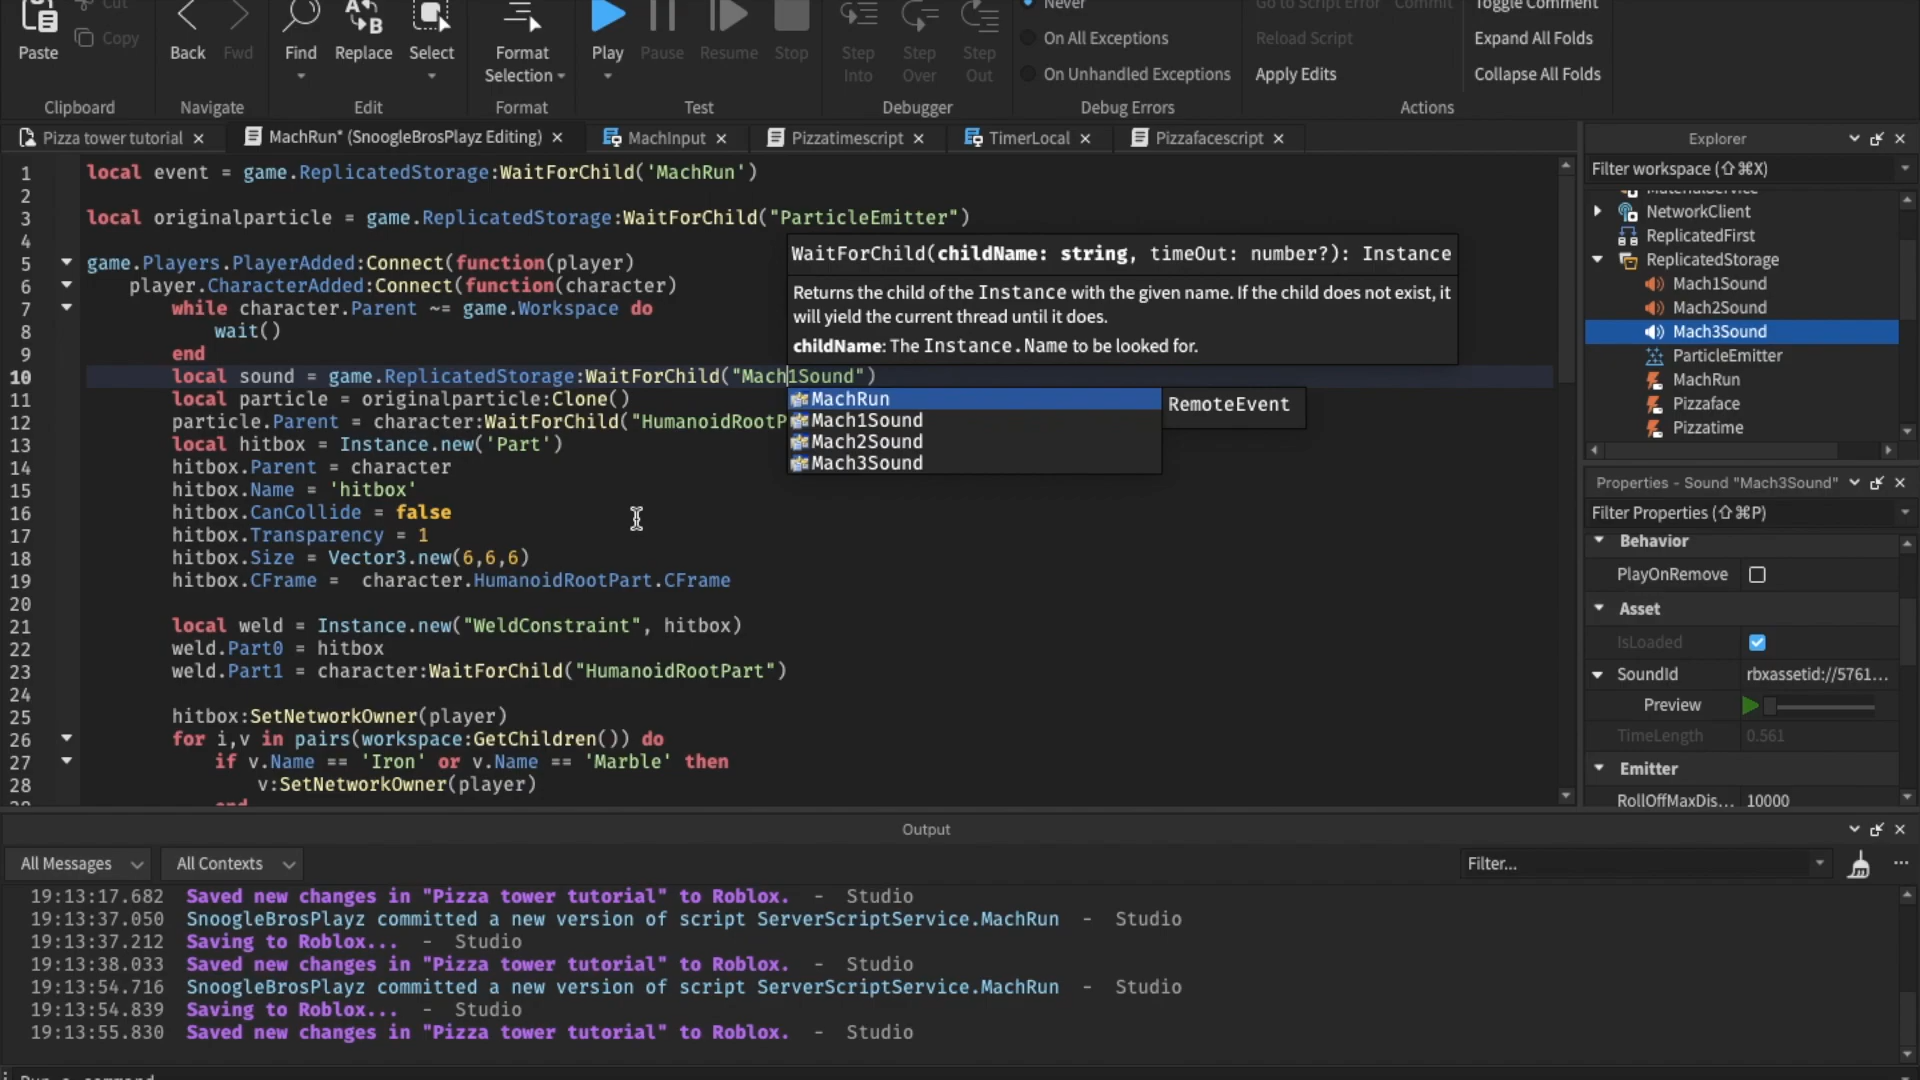 Cut
Copy
Paste
Clipboard
Back
Fwd
Navigate
Find
Replace
Select
Edit
Format
Selection
Format
Play
Pause
Resume
Stop
Test
Step
Into
Step
Over
Step
Out
Debugger
Never
On All Exceptions
On Unhandled Exceptions
Debug Errors
Go to Script Error
Commit
Reload Script
Apply Edits
Toggle Comment
Expand All Folds
Collapse All Folds
Actions
Pizza tower tutorial
MachRun* (SnoogleBrosPlayz Editing)
MachInput
Pizzatimescript
TimerLocal
Pizzafacescript
1 local event = game.ReplicatedStorage:WaitForChild('MachRun')
2
3 local originalparticle = game.ReplicatedStorage:WaitForChild("ParticleEmitter")
4
5 game.Players.PlayerAdded:Connect(function(player)
6 player.CharacterAdded:Connect(function(character)
7 while character.Parent ~= game.Workspace do
8 wait()
9 end
10 local sound = game.ReplicatedStorage:WaitForChild("Mach1Sound")
11 local particle = originalparticle:Clone()
12 particle.Parent = character:WaitForChild("HumanoidRootP
13 local hitbox = Instance.new('Part')
14 hitbox.Parent = character
15 hitbox.Name = 'hitbox'
16 hitbox.CanCollide = false
17 hitbox.Transparency = 1
18 hitbox.Size = Vector3.new(6,6,6)
19 hitbox.CFrame =  character.HumanoidRootPart.CFrame
20
21 local weld = Instance.new("WeldConstraint", hitbox)
22 weld.Part0 = hitbox
23 weld.Part1 = character:WaitForChild("HumanoidRootPart")
24
25 hitbox:SetNetworkOwner(player)
26 for i,v in pairs(workspace:GetChildren()) do
27 if v.Name == 'Iron' or v.Name == 'Marble' then
28 v:SetNetworkOwner(player)
end
WaitForChild(childName: string, timeOut: number?): Instance
Returns the child of the Instance with the given name. If the child does not exist, it
will yield the current thread until it does.
childName: The Instance.Name to be looked for.
MachRun
Mach1Sound
Mach2Sound
Mach3Sound
RemoteEvent
Explorer
Filter workspace (⇧⌘X)
MaterialService
NetworkClient
ReplicatedFirst
ReplicatedStorage
Mach1Sound
Mach2Sound
Mach3Sound
ParticleEmitter
MachRun
Pizzaface
Pizzatime
Properties - Sound "Mach3Sound"
Filter Properties (⇧⌘P)
Behavior
PlayOnRemove
Asset
IsLoaded
SoundId rbxassetid://5761...
Preview
TimeLength 0.561
Emitter
RollOffMaxDis... 10000
Output
All Messages
All Contexts
Filter...
19:13:17.682 Saved new changes in "Pizza tower tutorial" to Roblox. - Studio
19:13:37.050 SnoogleBrosPlayz committed a new version of script ServerScriptService.MachRun - Studio
19:13:37.212 Saving to Roblox... - Studio
19:13:38.033 Saved new changes in "Pizza tower tutorial" to Roblox. - Studio
19:13:54.716 SnoogleBrosPlayz committed a new version of script ServerScriptService.MachRun - Studio
19:13:54.839 Saving to Roblox... - Studio
19:13:55.830 Saved new changes in "Pizza tower tutorial" to Roblox. - Studio
Run a command